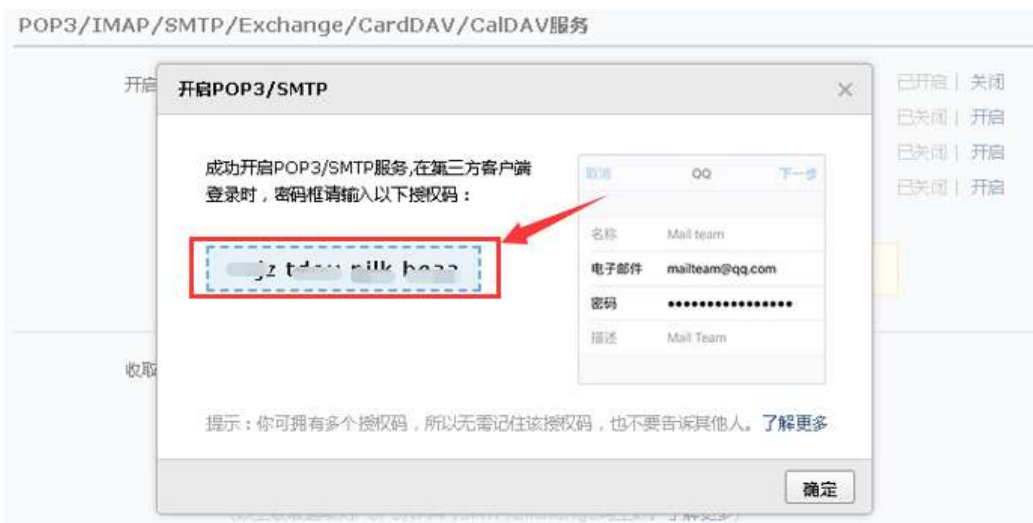 POP3/IMAP/SMTP/Exchange/CardDAV/CalDAV服务
开启
已开启 | 关闭
已关闭 | 开启
已关闭 | 开启
已关闭 | 开启
开启POP3/SMTP
×
成功开启POP3/SMTP服务,在第三方客户端
登录时，密码框请输入以下授权码：
取消 QQ 下一步
名称 Mail team
电子邮件 mailteam@qq.com
密码 ●●●●●●●●●●●●●●●●
描述 Mail Team
收取
提示：你可拥有多个授权码，所以无需记住该授权码，也不要告诉其他人。了解更多
确定